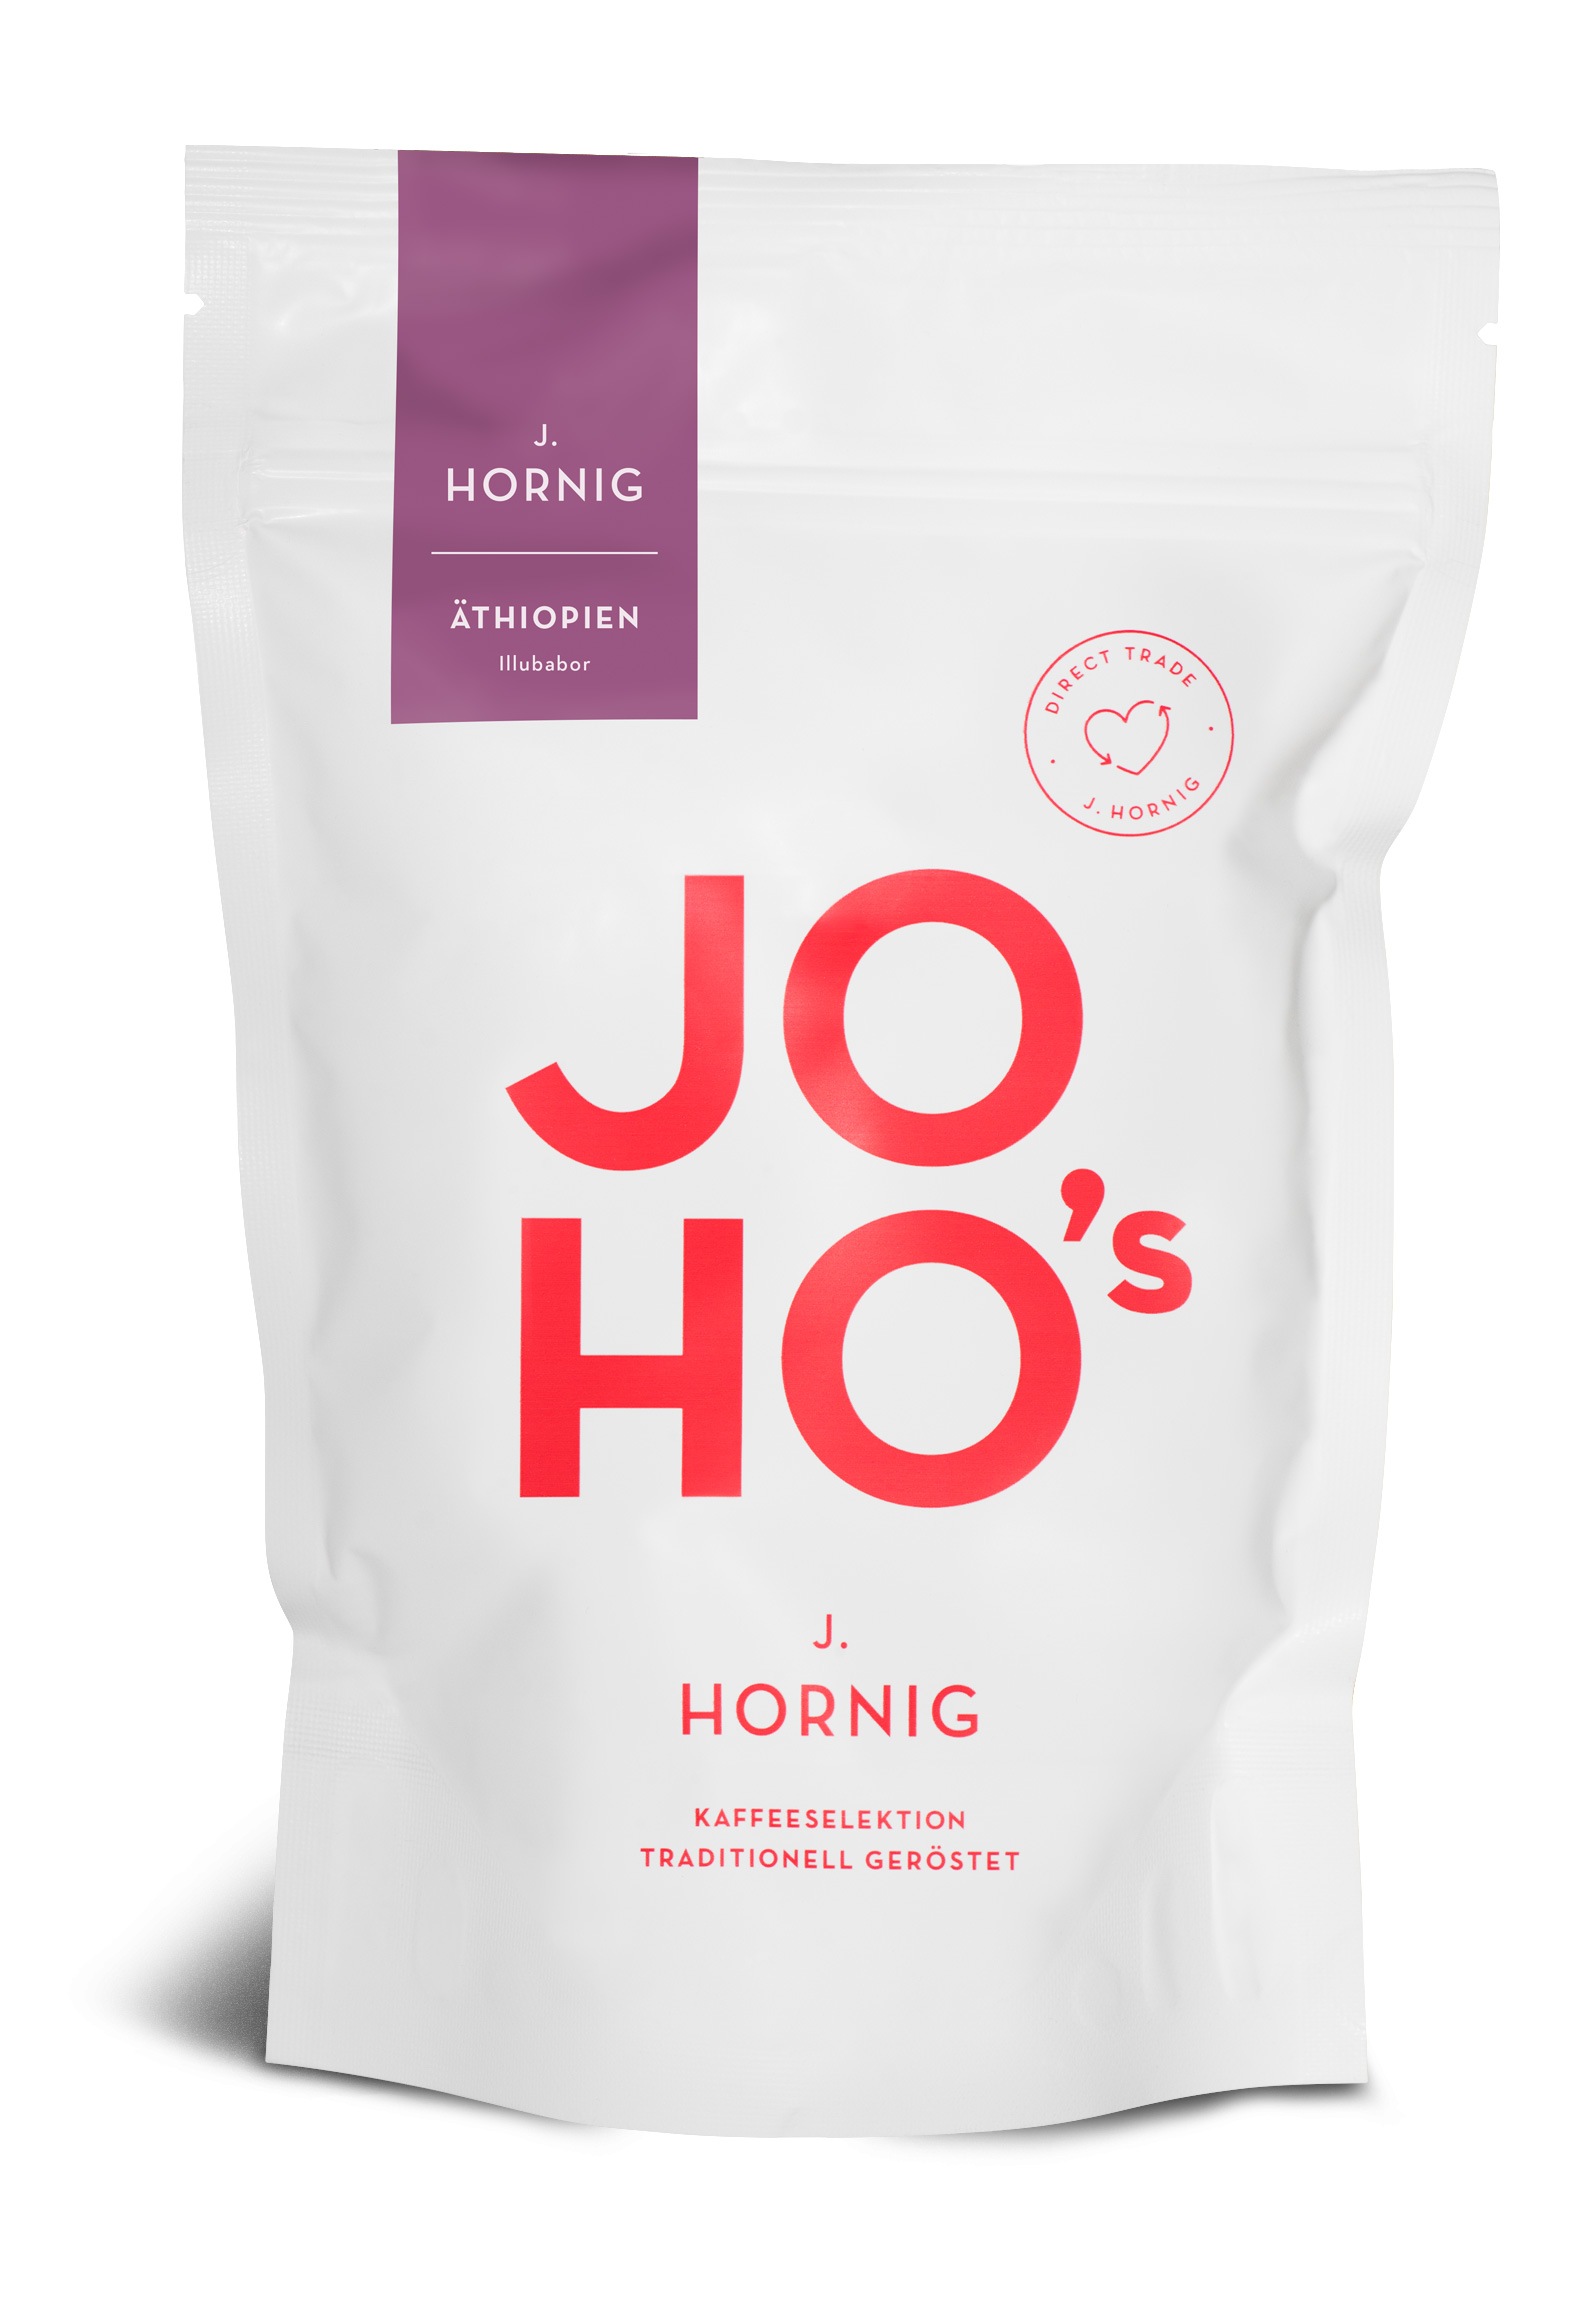 J.
HORNIG
ÄTHIOPIEN
Illubabor
DIRECT TRADE
J. HORNIG
JO
HO's
J.
HORNIG
KAFFEESELEKTION
TRADITIONELL GERÖSTET